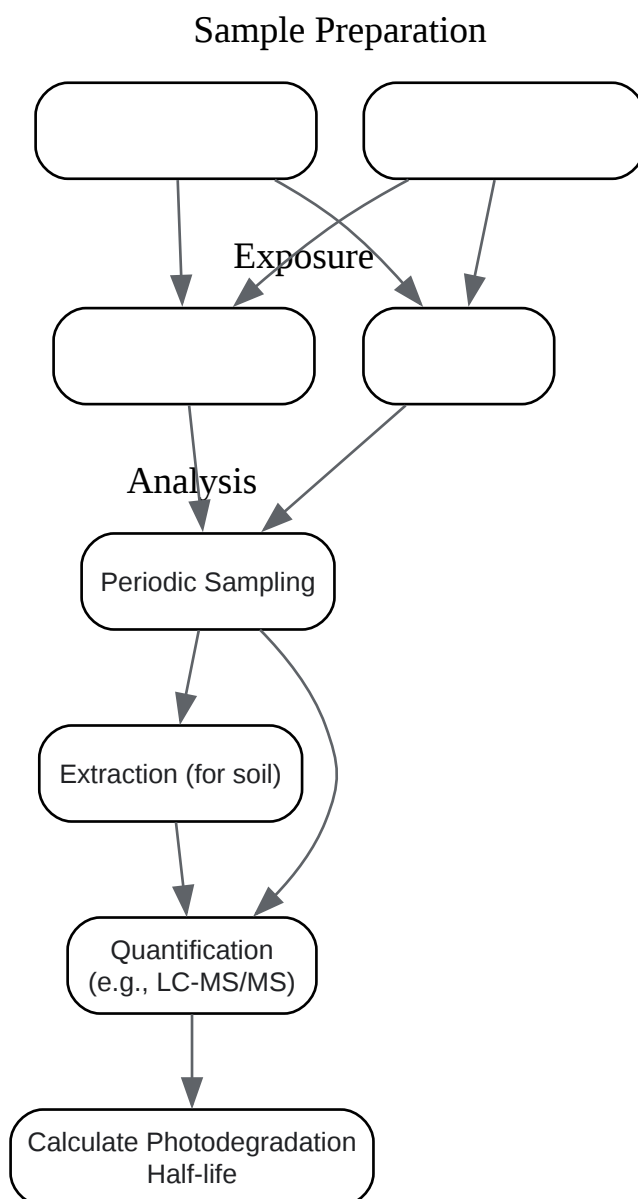 Sample Preparation
Exposure
Analysis
Periodic Sampling
Extraction (for soil)
Quantification
(e.g., LC-MS/MS)
Calculate Photodegradation
Half-life